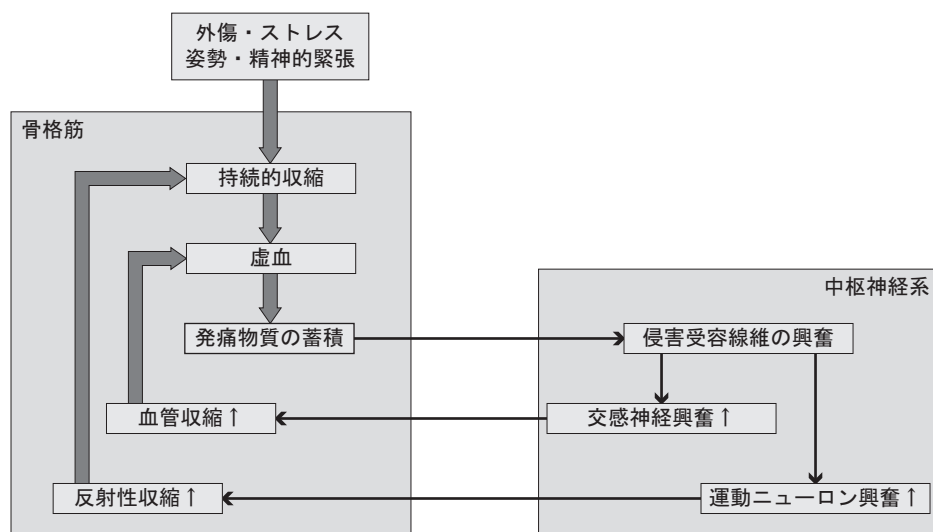 外傷・ストレス
姿勢・精神的緊張
骨格筋
持続的収縮
虚血
中枢神経系
発痛物質の蓄積
侵害受容線維の興奮
血管収縮↑
交感神経興奮↑
反射性収縮↑
運動ニューロン興奮↑